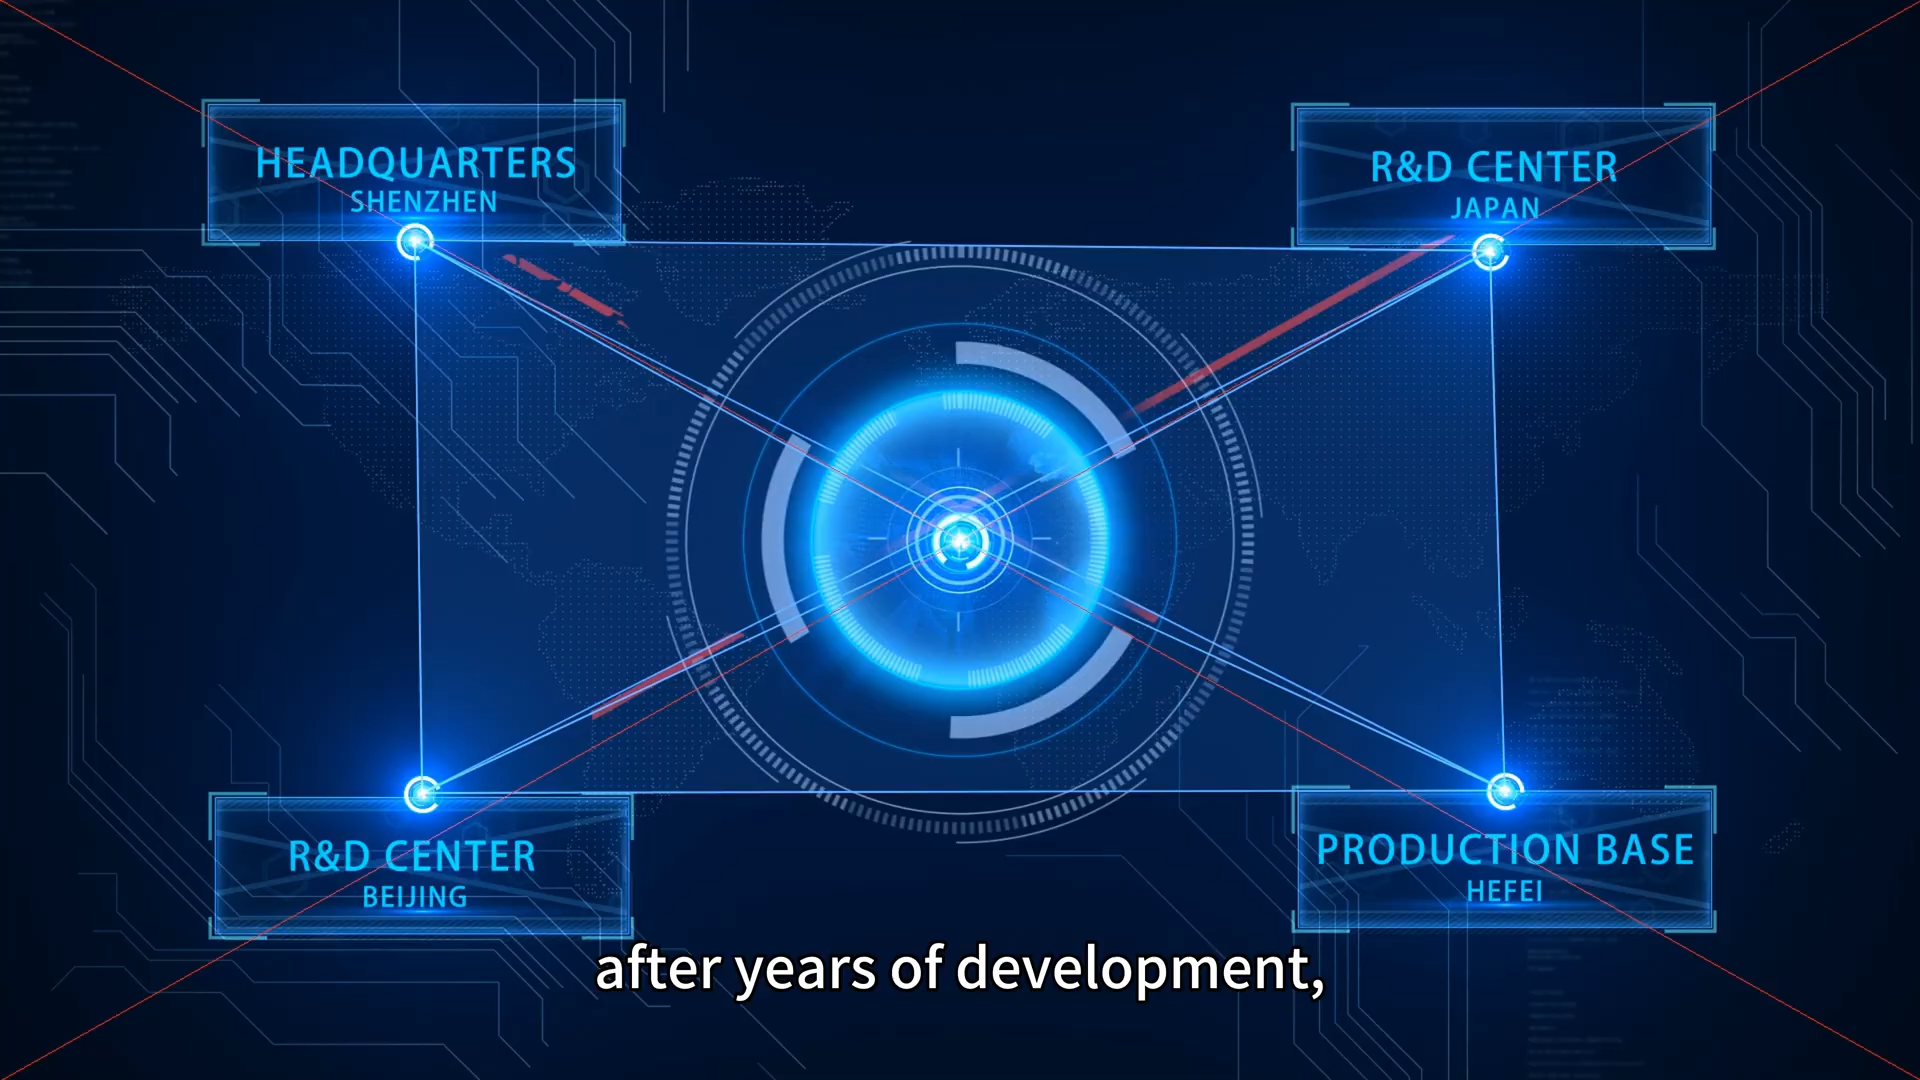 HEADQUARTERS
SHENZHEN
R&D CENTER
JAPAN
R&D CENTER
BEIJING
PRODUCTION BASE
HEFEI
after years of development,